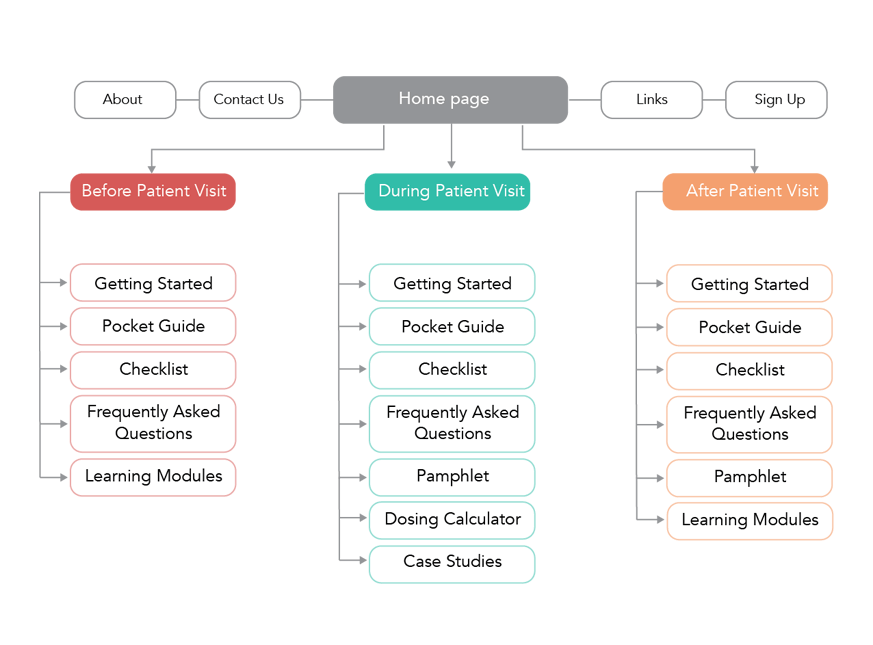 About
Contact Us
Home page
Links
Sign Up
Before Patient Visit
Getting Started
Pocket Guide
Checklist
Frequently Asked
Questions
Learning Modules
During Patient Visit
Getting Started
Pocket Guide
Checklist
Frequently Asked
Questions
Pamphlet
Dosing Calculator
Case Studies
After Patient Visit
Getting Started
Pocket Guide
Checklist
Frequently Asked
Questions
Pamphlet
Learning Modules